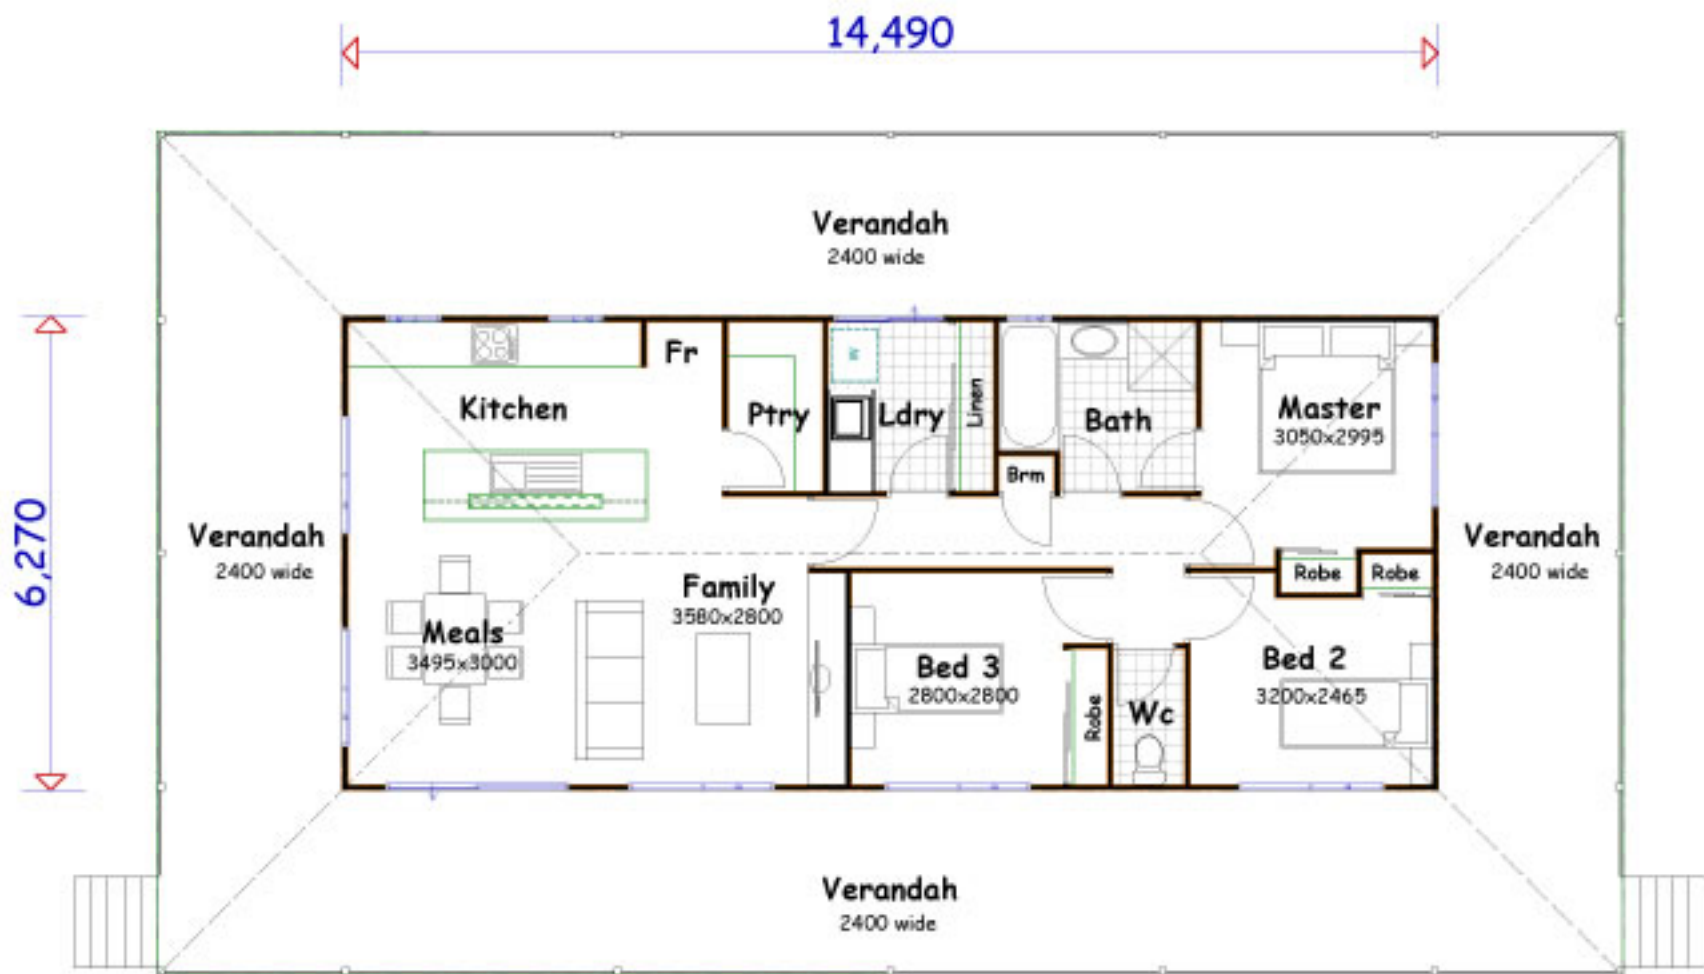 14,490
Verandah
2400 wide
6,270
Fr
Kitchen
Ptry
W
Ldry
Linen
Bath
Master
3050x2995
Brm
Verandah
2400 wide
Verandah
2400 wide
Family
3580x2800
Robe
Robe
Meals
3495x3000
Bed 3
2800x2800
Robe
Wc
Bed 2
3200x2465
Verandah
2400 wide